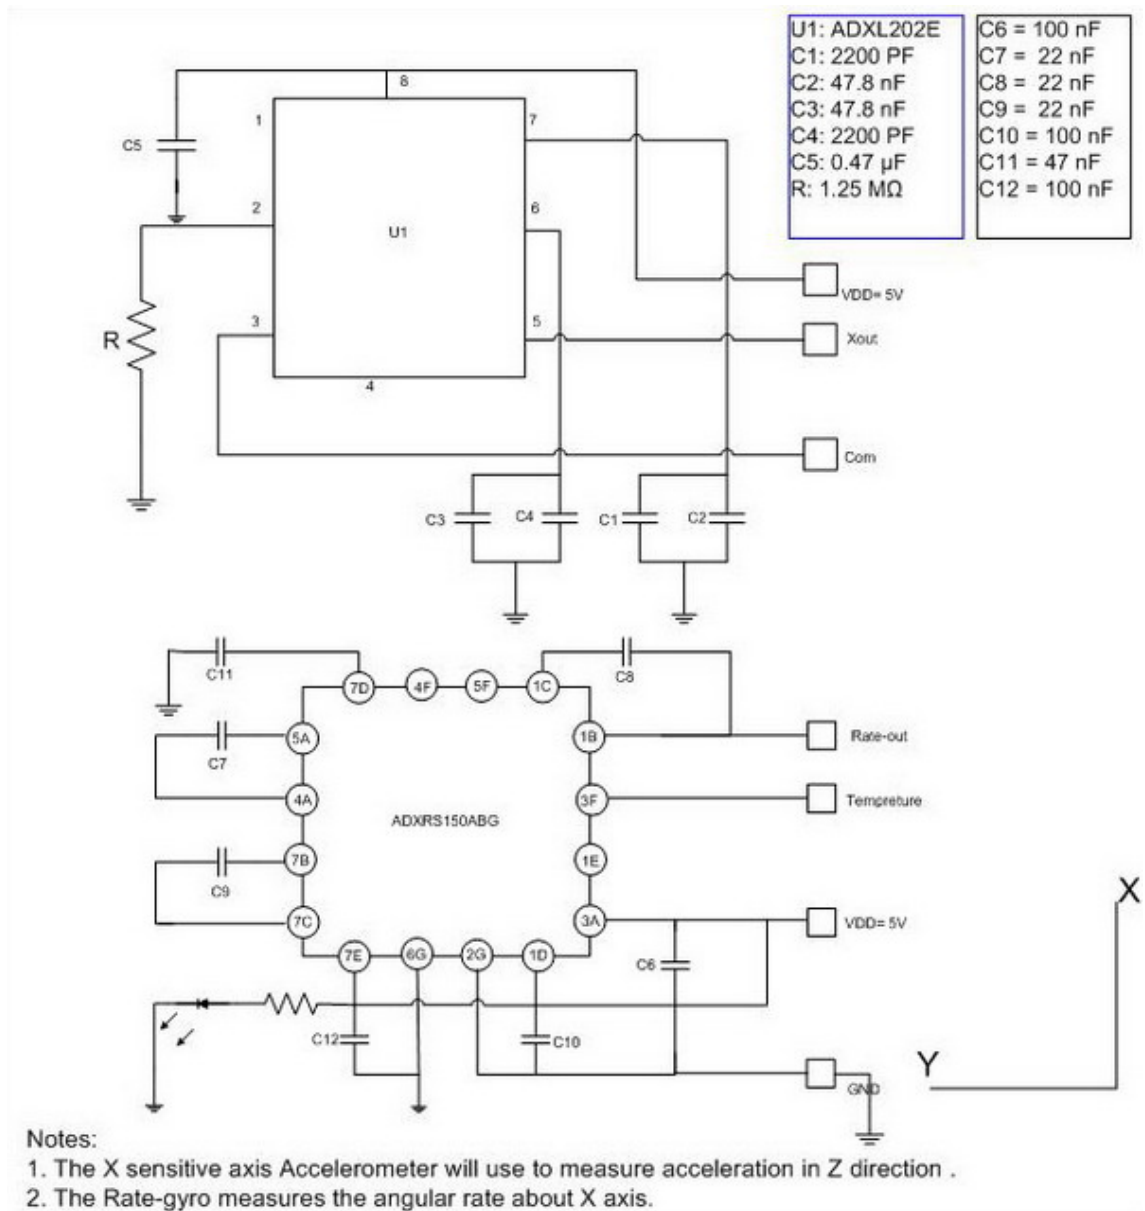 U1: ADXL202E
C1: 2200 PF
C2: 47.8 nF
C3: 47.8 nF
C4: 2200 PF
C5: 0.47 µF
R: 1.25 MΩ
C6 = 100 nF
C7 = 22 nF
C8 = 22 nF
C9 = 22 nF
C10 = 100 nF
C11 = 47 nF
C12 = 100 nF
8
1
7
C5
2
6
U1
VDD= 5V
3
5
R
Xout
4
Com
C3
C4
C1
C2
C11
C8
7D
4F
5F
1C
5A
1B
Rate-out
C7
4A
3F
Tempreture
ADXRS150ABG
7B
1E
C9
7C
3A
VDD= 5V
X
7E
6G
2G
1D
C6
C12
C10
Y
GND
Notes:
1. The X sensitive axis Accelerometer will use to measure acceleration in Z direction .
2. The Rate-gyro measures the angular rate about X axis.